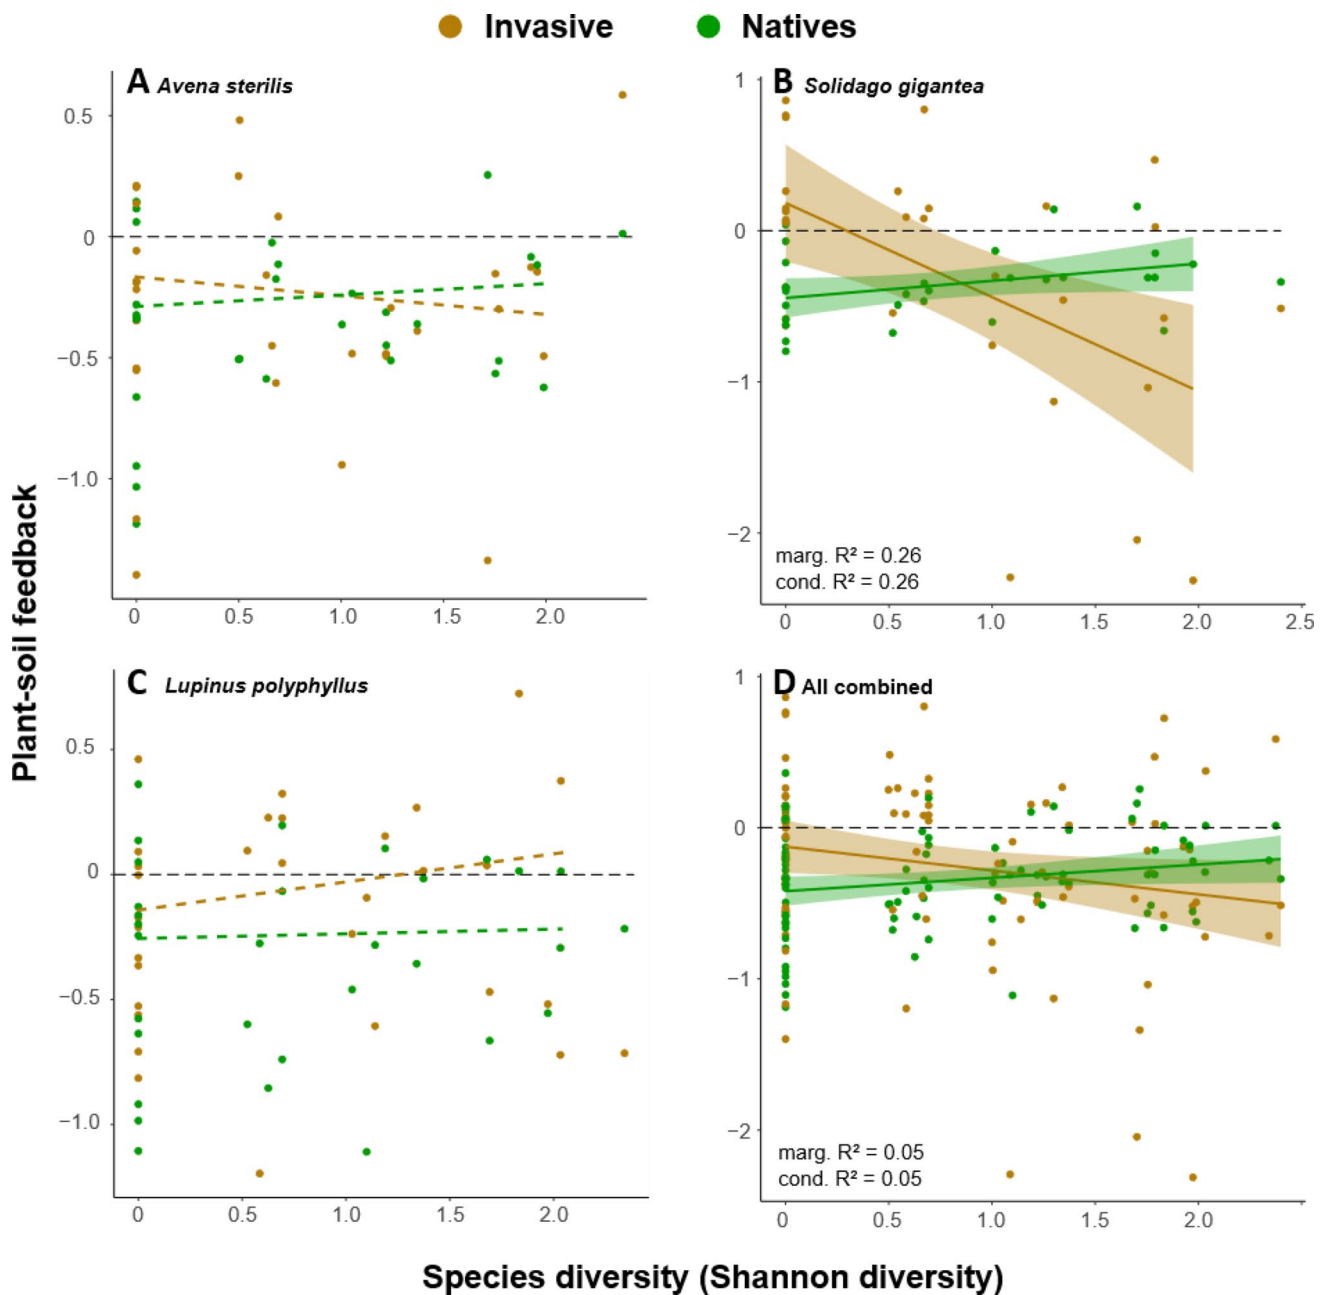 Invasive
Natives
A Avena sterilis
0.5
0
−0.5
−1.0
0 0.5 1.0 1.5 2.0
B Solidago gigantea
1
0
−1
−2
marg. R² = 0.26
cond. R² = 0.26
0 0.5 1.0 1.5 2.0 2.5
C Lupinus polyphyllus
0.5
0
−0.5
−1.0
0 0.5 1.0 1.5 2.0
D All combined
1
0
−1
−2
marg. R² = 0.05
cond. R² = 0.05
0 0.5 1.0 1.5 2.0
Plant-soil feedback
Species diversity (Shannon diversity)